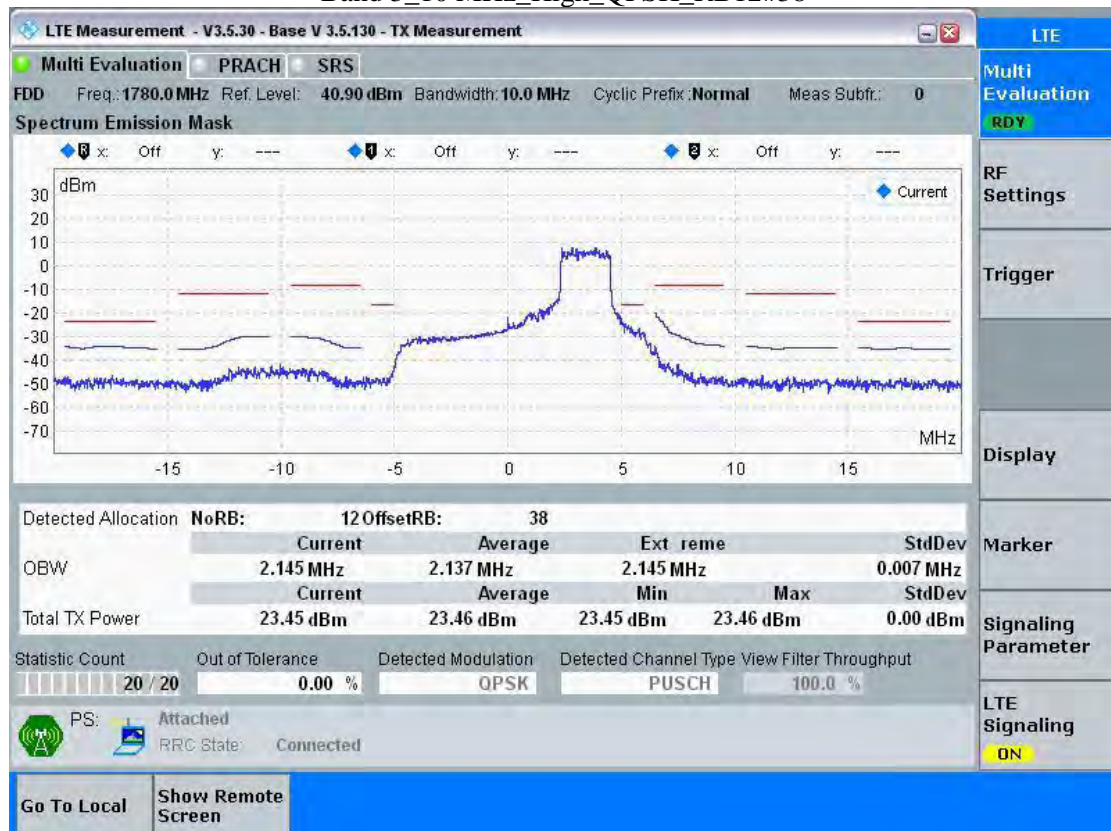 LTE Measurement - V3.5.30 - Base V 3.5.130 - TX Measurement
LTE
Multi Evaluation PRACH SRS
Multi Evaluation
RDY
FDD Freq.: 1780.0 MHz Ref. Level: 40.90 dBm Bandwidth: 10.0 MHz Cyclic Prefix : Normal Meas Subfr.: 0
Spectrum Emission Mask
R x: Off y: --- 1 x: Off y: --- 2 x: Off y: ---
RF
Settings
dBm
Current
30
20
10
0
-10
-20
-30
-40
-50
-60
-70
MHz
-15 -10 -5 0 5 10 15
Trigger
Display
Detected Allocation NoRB: 12 OffsetRB: 38
Current Average Ext reme StdDev
OBW 2.145 MHz 2.137 MHz 2.145 MHz 0.007 MHz
Current Average Min Max StdDev
Total TX Power 23.45 dBm 23.46 dBm 23.45 dBm 23.46 dBm 0.00 dBm
Marker
Signaling
Parameter
Statistic Count Out of Tolerance Detected Modulation Detected Channel Type View Filter Throughput
20 / 20 0.00 % QPSK PUSCH 100.0 %
PS: Attached
RRC State: Connected
LTE
Signaling
ON
Go To Local
Show Remote
Screen